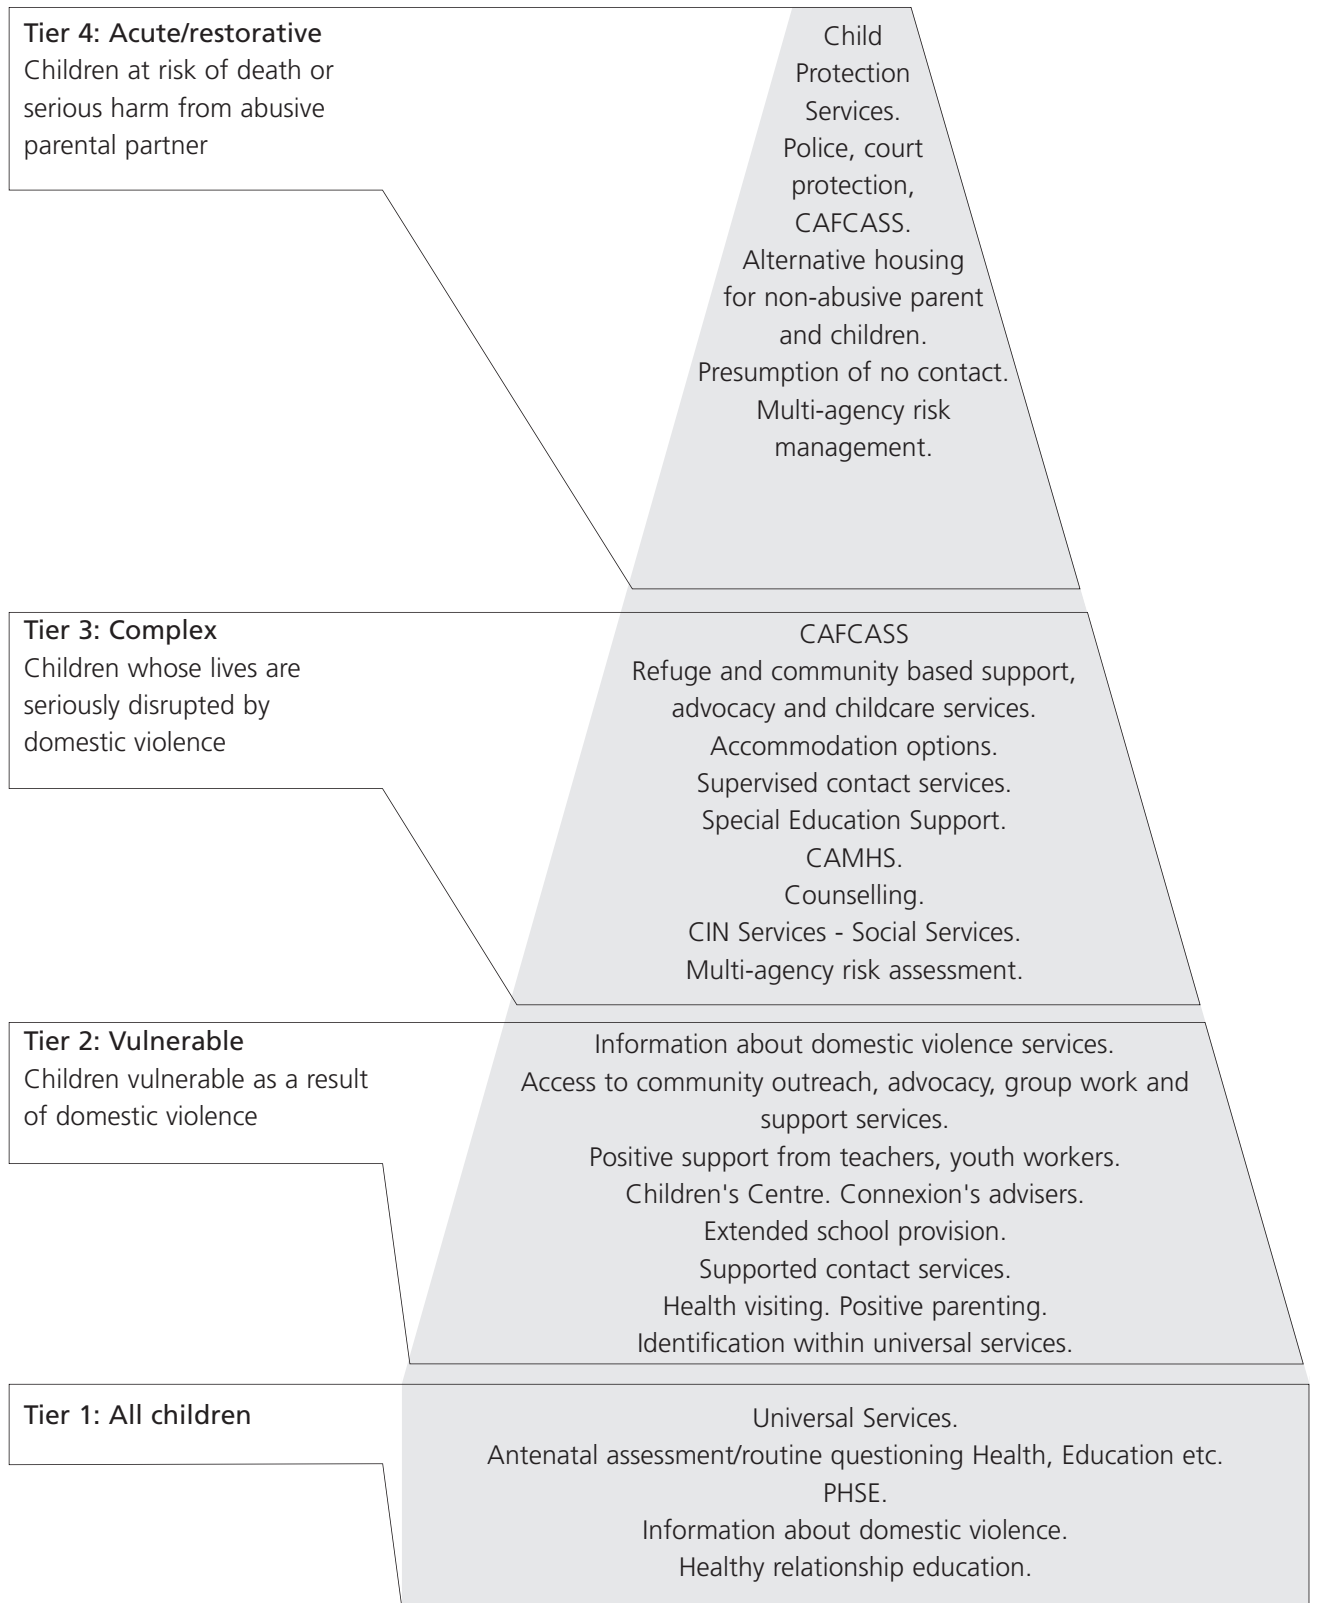 Tier 4: Acute/restorative
Children at risk of death or
serious harm from abusive
parental partner
Child
Protection
Services.
Police, court
protection,
CAFCASS.
Alternative housing
for non-abusive parent
and children.
Presumption of no contact.
Multi-agency risk
management.
Tier 3: Complex
Children whose lives are
seriously disrupted by
domestic violence
CAFCASS
Refuge and community based support,
advocacy and childcare services.
Accommodation options.
Supervised contact services.
Special Education Support.
CAMHS.
Counselling.
CIN Services - Social Services.
Multi-agency risk assessment.
Tier 2: Vulnerable
Children vulnerable as a result
of domestic violence
Information about domestic violence services.
Access to community outreach, advocacy, group work and
support services.
Positive support from teachers, youth workers.
Children's Centre. Connexion's advisers.
Extended school provision.
Supported contact services.
Health visiting. Positive parenting.
Identification within universal services.
Tier 1: All children
Universal Services.
Antenatal assessment/routine questioning Health, Education etc.
PHSE.
Information about domestic violence.
Healthy relationship education.